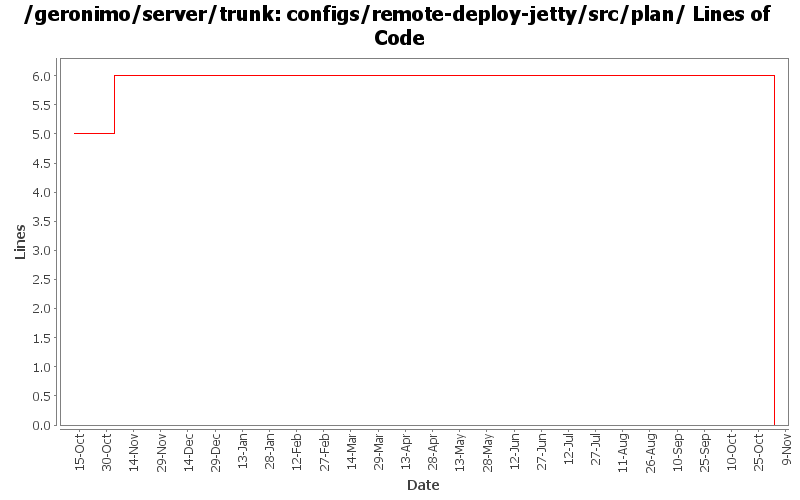 /geronimo/server/trunk: configs/remote-deploy-jetty/src/plan/ Lines of
Code
6.0
5.5
5.0
4.5
4.0
3.5
3.0
2.5
2.0
1.5
1.0
0.5
0.0
Lines
15-Oct
30-Oct
14-Nov
29-Nov
14-Dec
29-Dec
13-Jan
28-Jan
12-Feb
27-Feb
14-Mar
29-Mar
13-Apr
28-Apr
13-May
28-May
12-Jun
27-Jun
12-Jul
27-Jul
11-Aug
26-Aug
10-Sep
25-Sep
10-Oct
25-Oct
9-Nov
Date